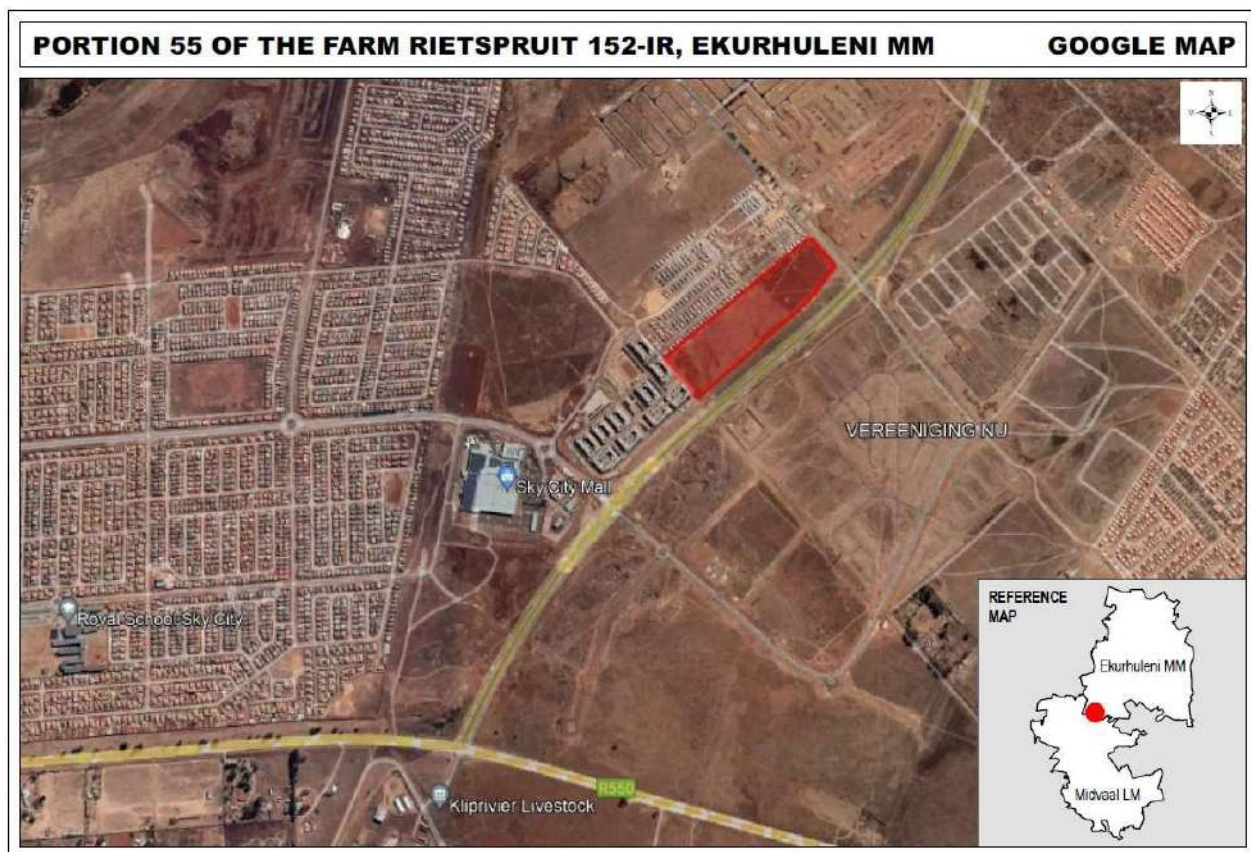 PORTION 55 OF THE FARM RIETSPRUIT 152-IR, EKURHULENI MM GOOGLE MAP
N
W E
S
VEREENIGING NU
Sky City Mall
Royal School Sky City
R550
Kliprivier Livestock
REFERENCE
MAP
Ekurhuleni MM
Midvaal LM